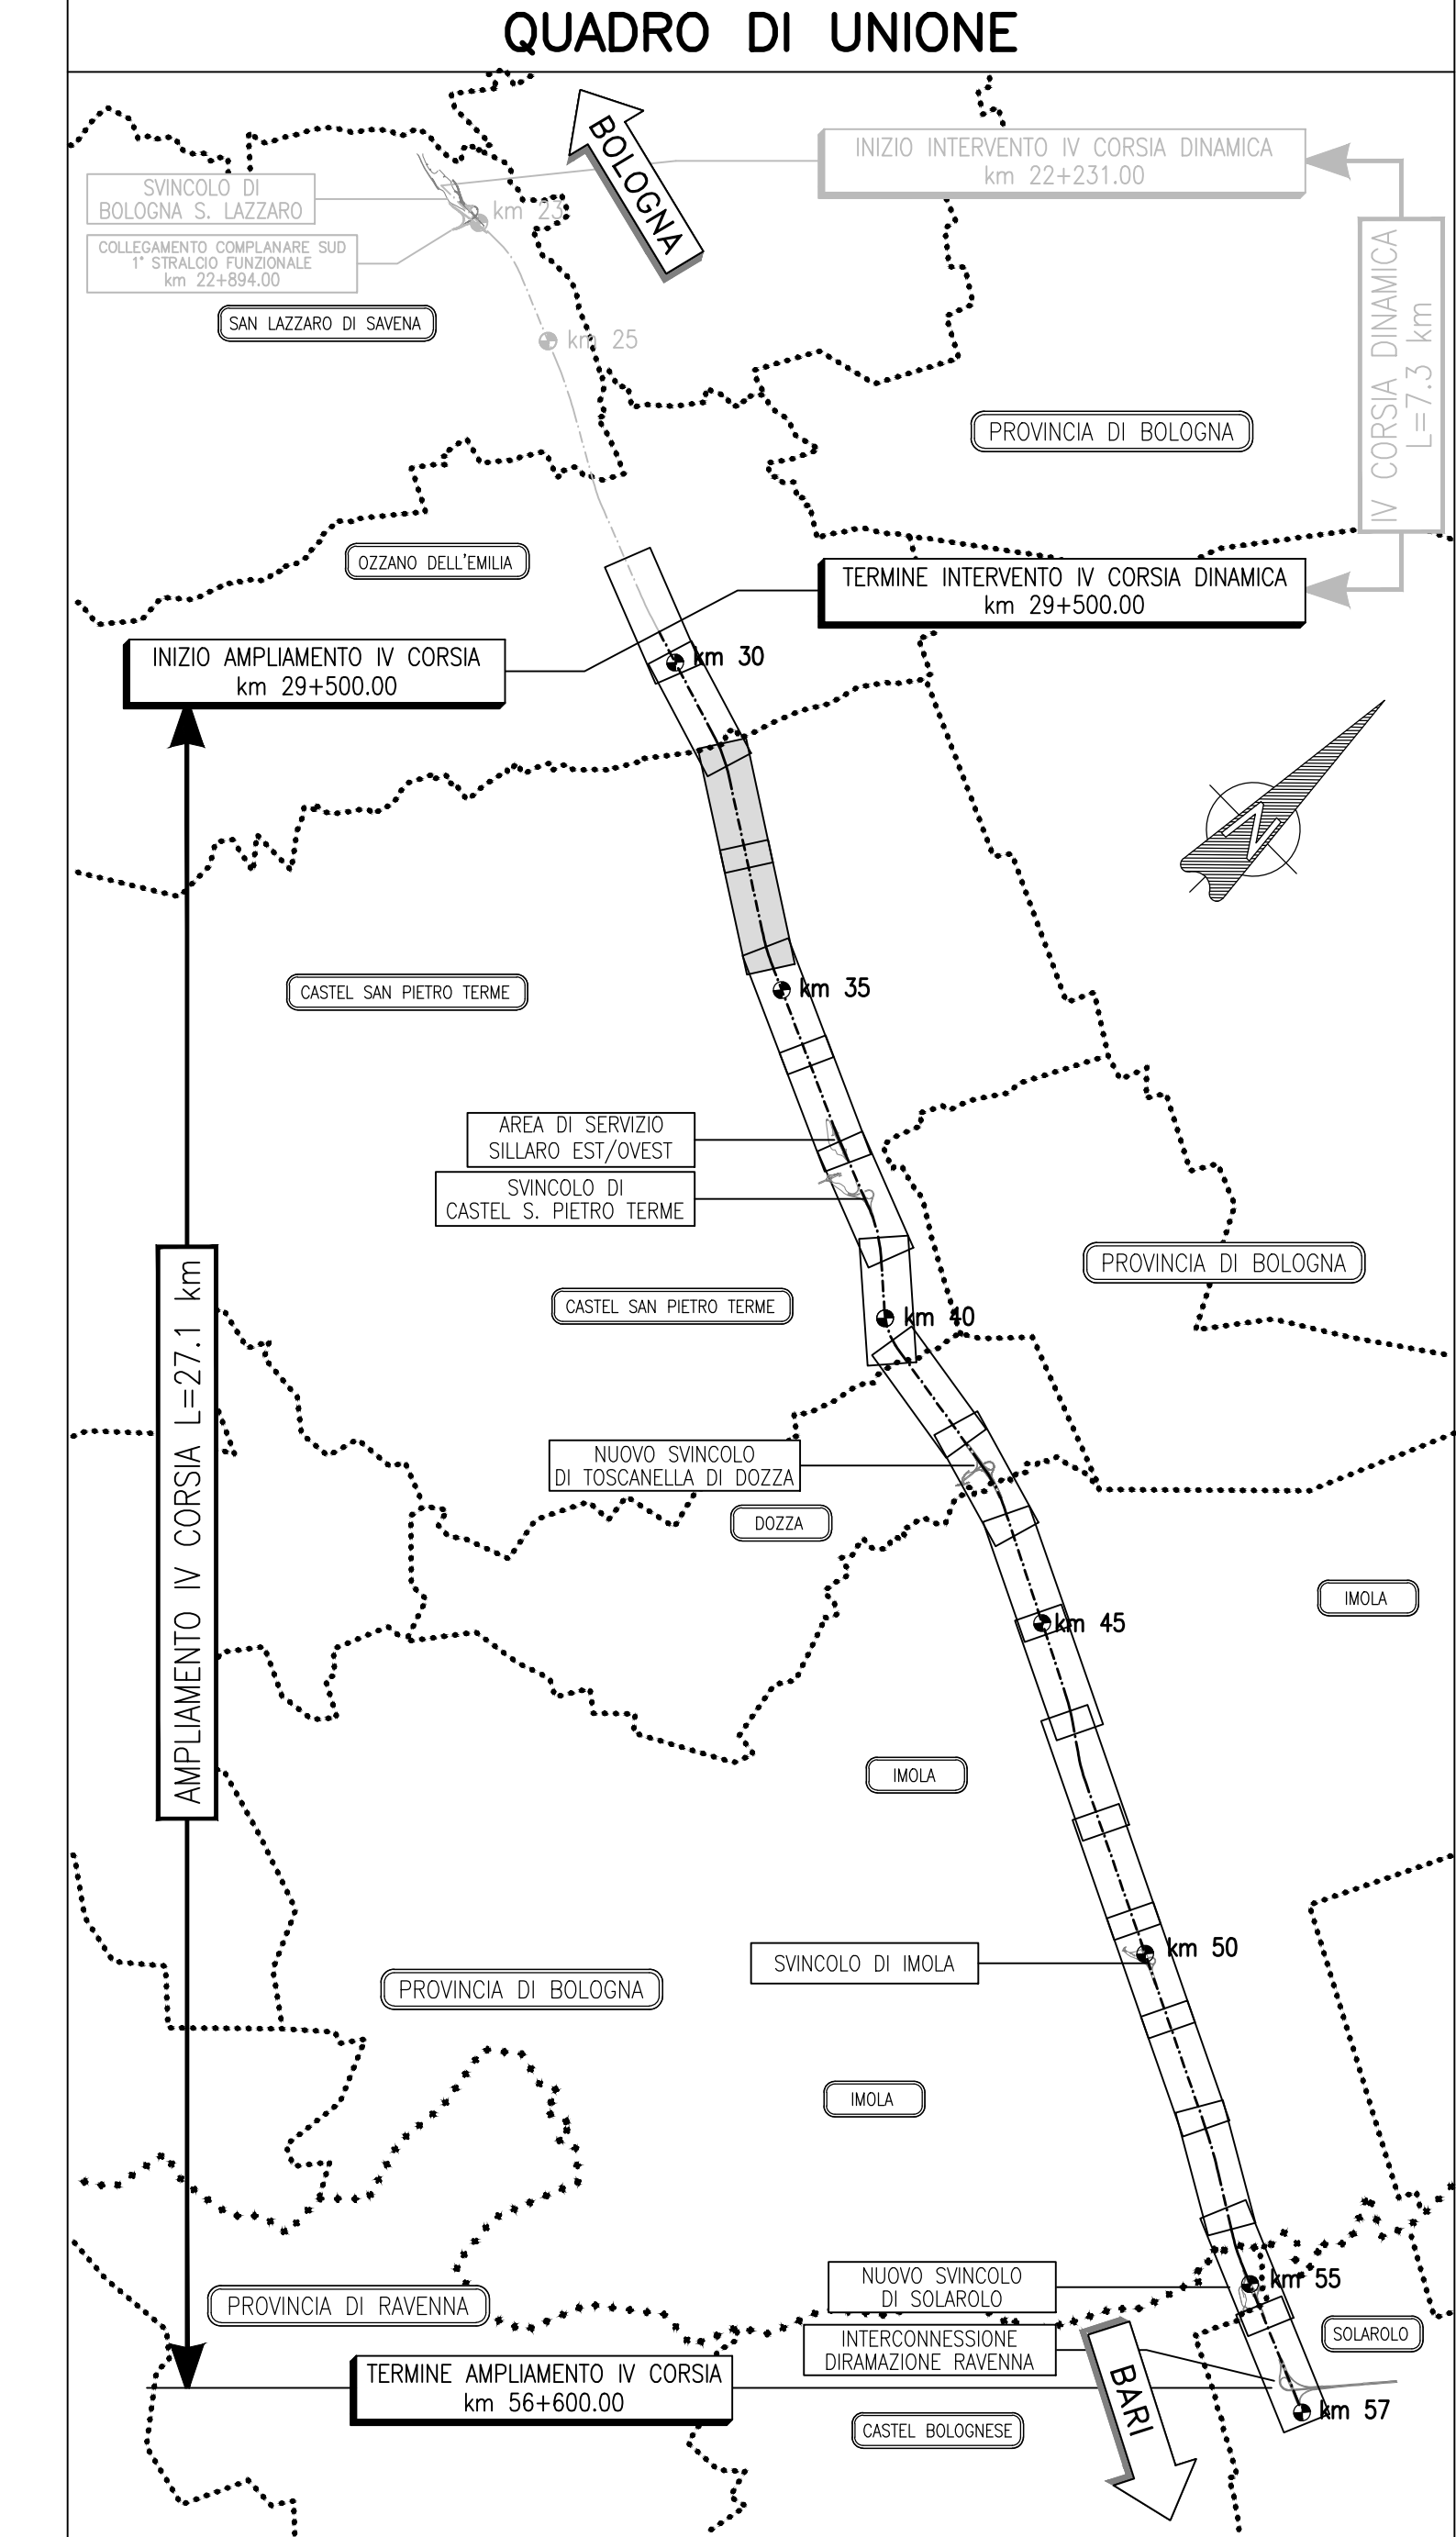 QUADRO DI UNIONE
BOLOGNA
INIZIO INTERVENTO IV CORSIA DINAMICA
km 22+231.00
SVINCOLO DI
BOLOGNA S. LAZZARO
km 23
COLLEGAMENTO COMPLANARE SUD
1° STRALCIO FUNZIONALE
km 22+894.00
SAN LAZZARO DI SAVENA
km 25
IV CORSIA DINAMICA
L=7.3 km
PROVINCIA DI BOLOGNA
OZZANO DELL'EMILIA
TERMINE INTERVENTO IV CORSIA DINAMICA
km 29+500.00
INIZIO AMPLIAMENTO IV CORSIA
km 29+500.00
km 30
N
CASTEL SAN PIETRO TERME
km 35
AREA DI SERVIZIO
SILLARO EST/OVEST
SVINCOLO DI
CASTEL S. PIETRO TERME
PROVINCIA DI BOLOGNA
CASTEL SAN PIETRO TERME
km 40
AMPLIAMENTO IV CORSIA L=27.1 km
NUOVO SVINCOLO
DI TOSCANELLA DI DOZZA
DOZZA
IMOLA
km 45
IMOLA
km 50
SVINCOLO DI IMOLA
PROVINCIA DI BOLOGNA
IMOLA
NUOVO SVINCOLO
DI SOLAROLO
km 55
PROVINCIA DI RAVENNA
SOLAROLO
INTERCONNESSIONE
DIRAMAZIONE RAVENNA
TERMINE AMPLIAMENTO IV CORSIA
km 56+600.00
BARI
km 57
CASTEL BOLOGNESE